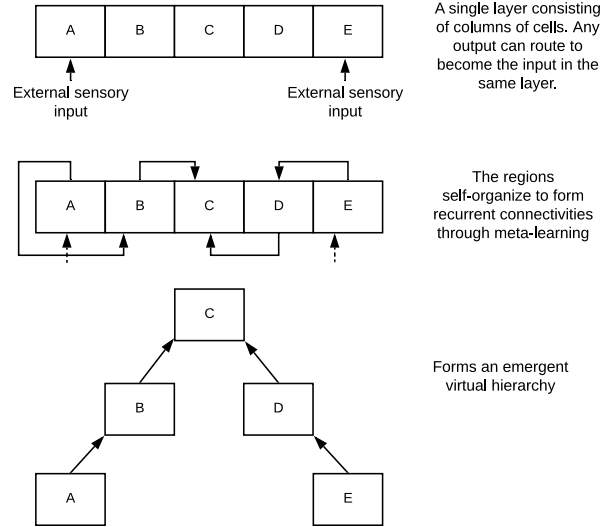 A single layer consisting
of columns of cells. Any
output can route to
become the input in the
same layer.
A B C D E
External sensory
input
External sensory
input
The regions
self-organize to form
recurrent connectivities
through meta-learning
A B C D E
C
Forms an emergent
virtual hierarchy
B D
A E